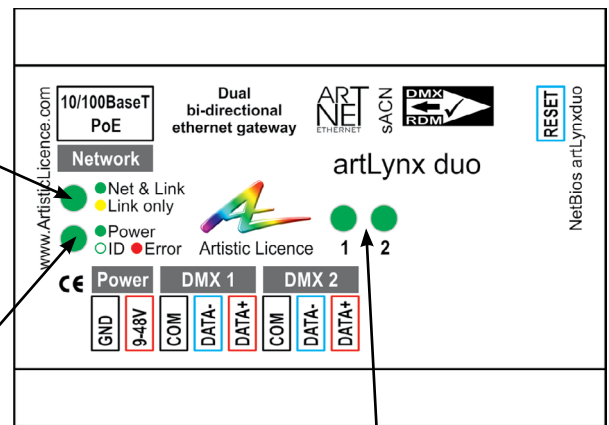 www.ArtisticLicence.com
10/100BaseT
PoE
Network
Net & Link
Link only
Power
ID Error
Dual
bi-directional
ethernet gateway
Artistic Licence
ART
NET
ETHERNET
sACN
DMX
RDM
artLynx duo
1 2
RESET
NetBios artLynxduo
CE Power DMX 1 DMX 2
GND 9-48V COM DATA- DATA+ COM DATA- DATA+